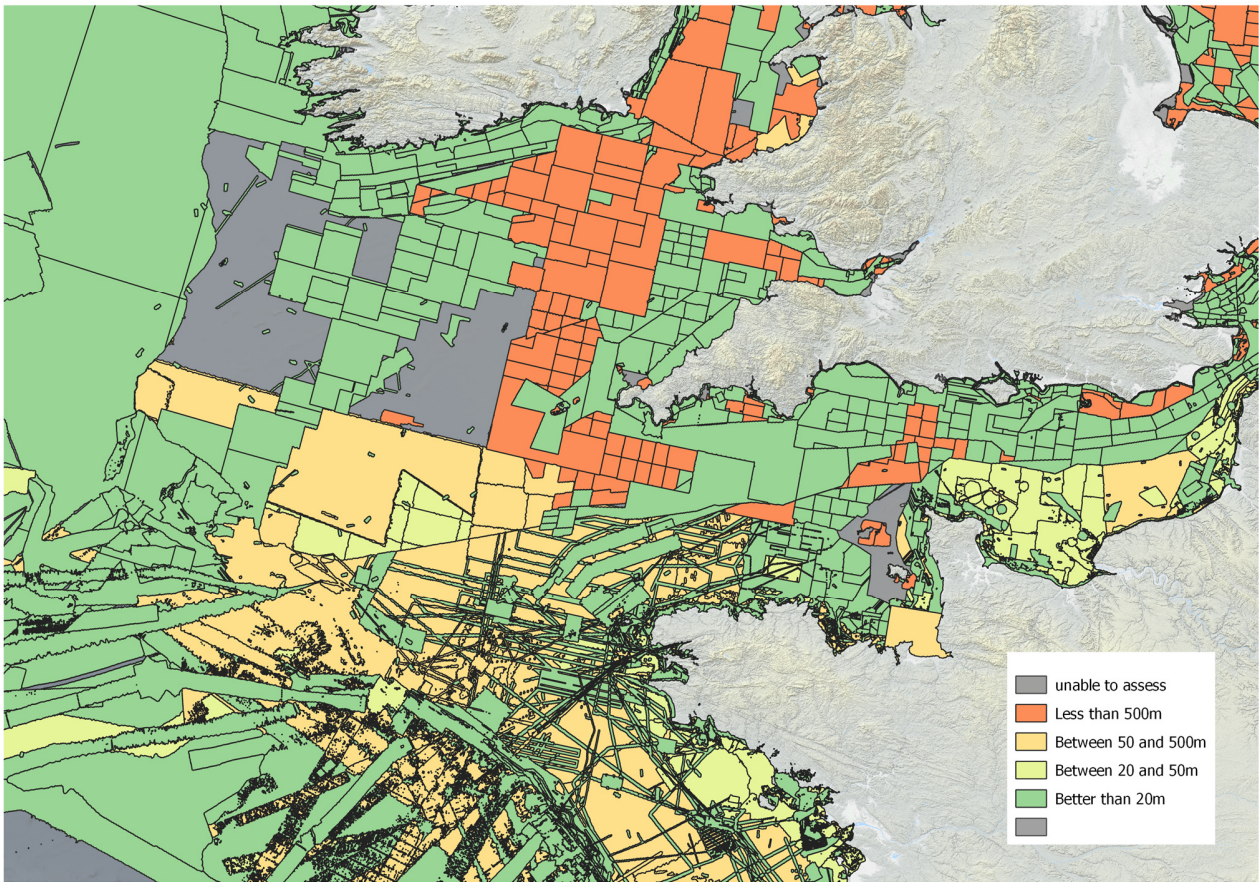 unable to assess
Less than 500m
Between 50 and 500m
Between 20 and 50m
Better than 20m